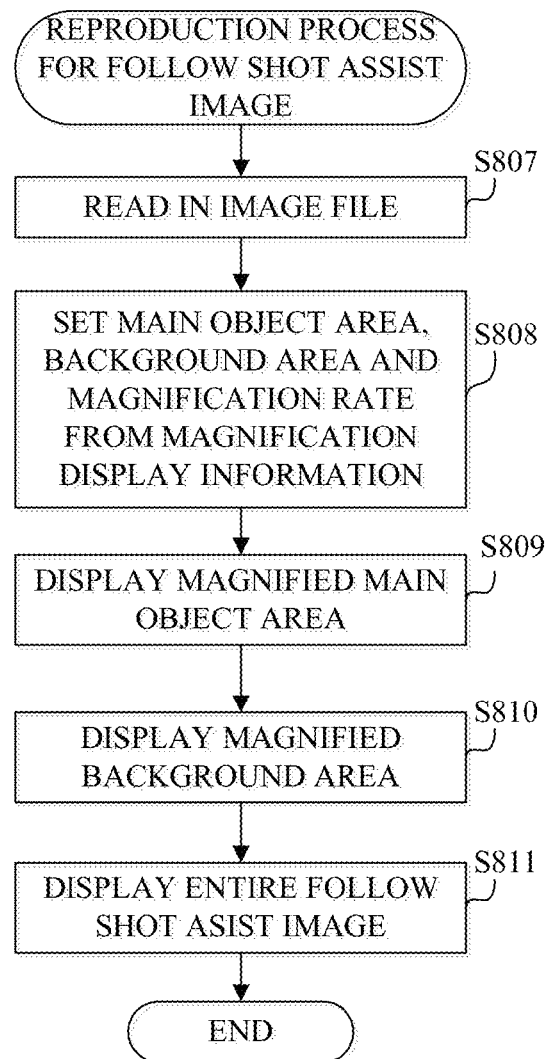 REPRODUCTION PROCESS
FOR FOLLOW SHOT ASSIST
IMAGE
S807
READ IN IMAGE FILE
S808
SET MAIN OBJECT AREA,
BACKGROUND AREA AND
MAGNIFICATION RATE
FROM MAGNIFICATION
DISPLAY INFORMATION
S809
DISPLAY MAGNIFIED MAIN
OBJECT AREA
S810
DISPLAY MAGNIFIED
BACKGROUND AREA
S811
DISPLAY ENTIRE FOLLOW
SHOT ASIST IMAGE
END